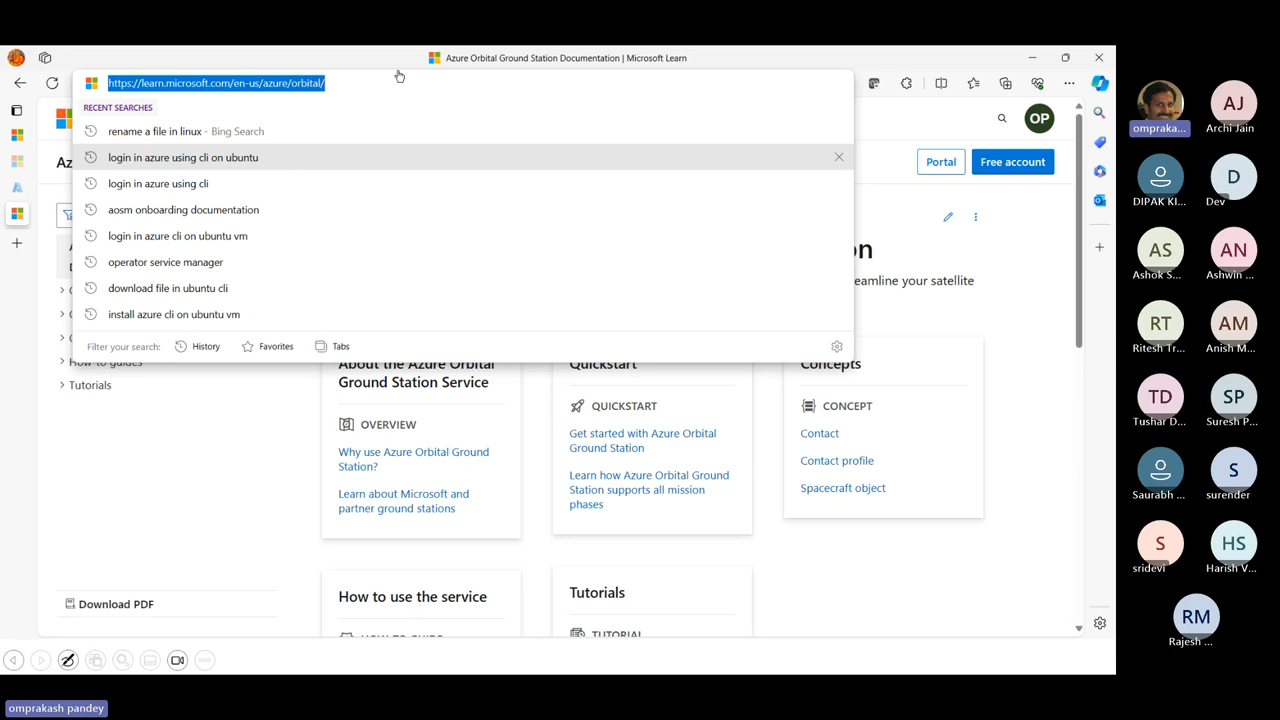 Azure Orbital Ground Station Documentation | Microsoft Learn
https://learn.microsoft.com/en-us/azure/orbital/
RECENT SEARCHES
rename a file in linux - Bing Search
login in azure using cli on ubuntu
login in azure using cli
aosm onboarding documentation
login in azure cli on ubuntu vm
operator service manager
download file in ubuntu cli
install azure cli on ubuntu vm
Filter your search:
History
Favorites
Tabs
OP
Az
Portal
Free account
on
eamline your satellite
How-to guides
Tutorials
Download PDF
About the Azure Orbital
Ground Station Service
OVERVIEW
Why use Azure Orbital Ground
Station?
Learn about Microsoft and
partner ground stations
Quickstart
QUICKSTART
Get started with Azure Orbital
Ground Station
Learn how Azure Orbital Ground
Station supports all mission
phases
Concepts
CONCEPT
Contact
Contact profile
Spacecraft object
How to use the service
HOW-TO GUIDE
Tutorials
TUTORIAL
ompraka...
AJ
Archi Jain
DIPAK KI...
D
Dev
AS
Ashok S...
AN
Ashwin ...
RT
Ritesh Tr...
AM
Anish M...
TD
Tushar D...
SP
Suresh P...
Saurabh ...
S
surender
S
sridevi
HS
Harish V...
RM
Rajesh ...
omprakash pandey